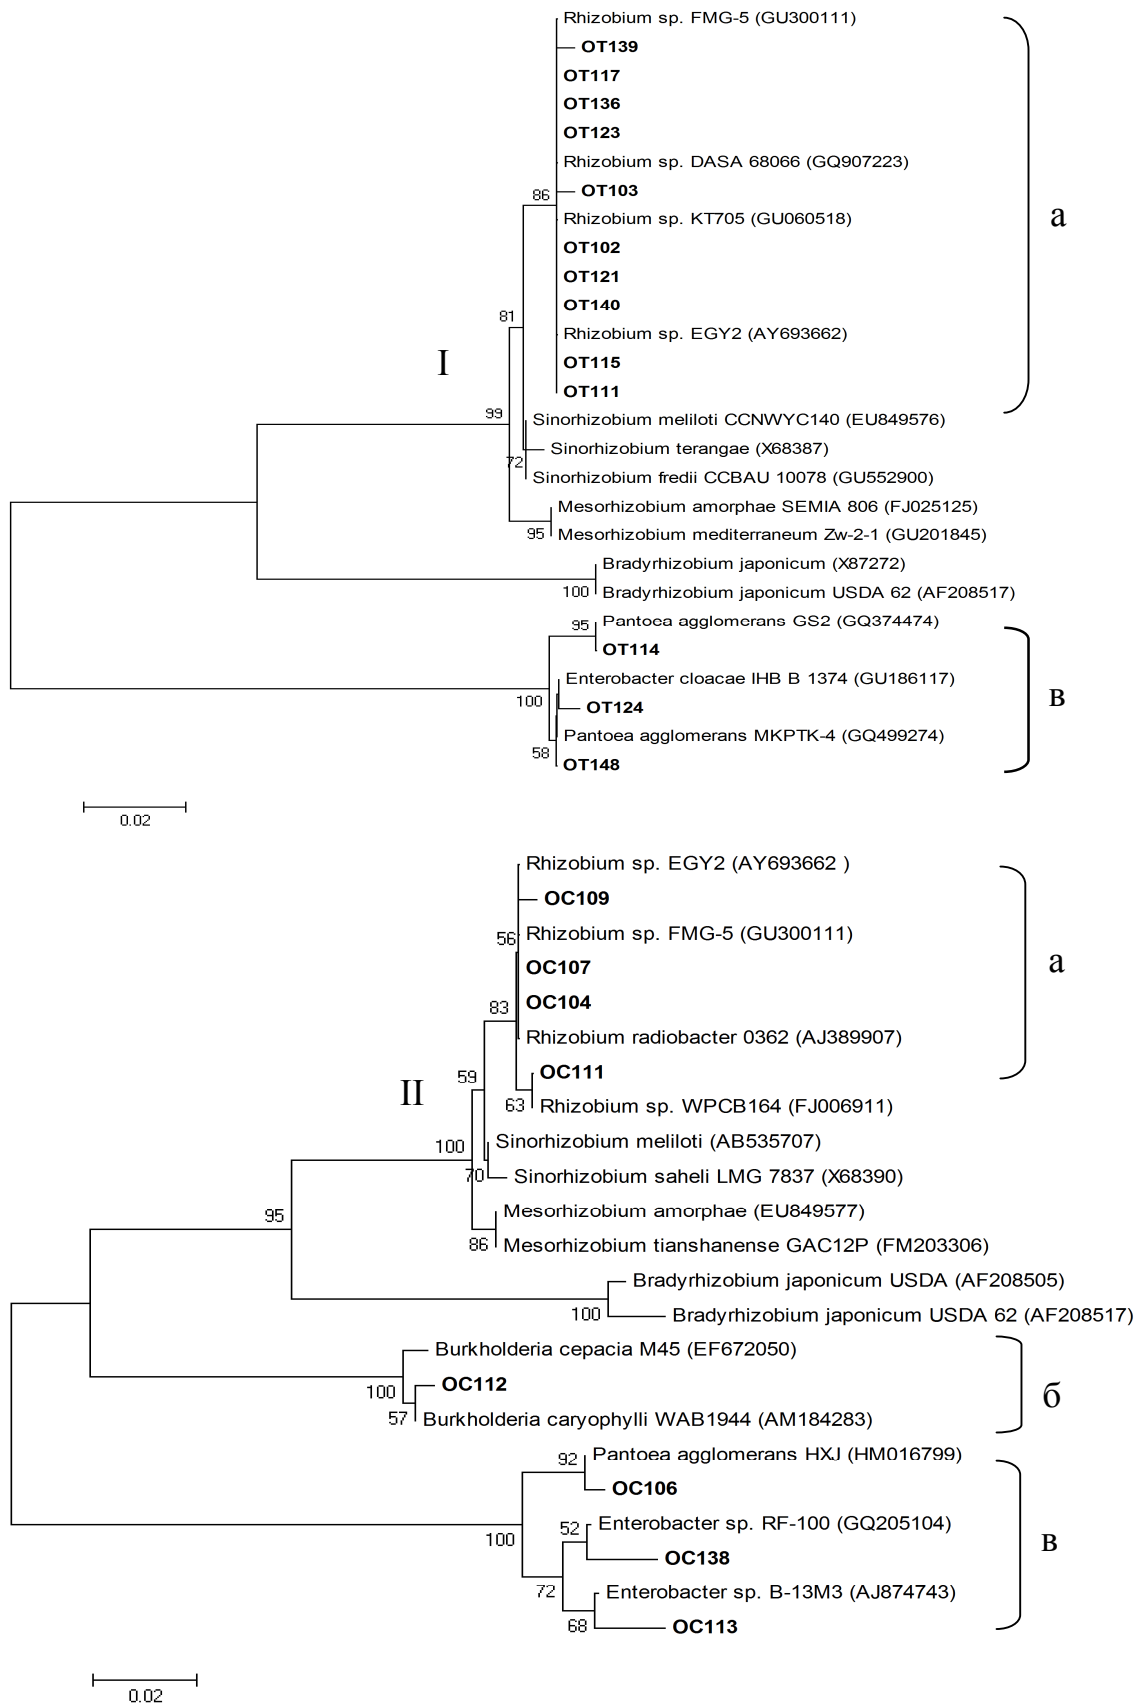 Rhizobium sp. FMG-5 (GU300111)
OT139
OT117
OT136
OT123
Rhizobium sp. DASA 68066 (GQ907223)
86
OT103
а
Rhizobium sp. KT705 (GU060518)
OT102
OT121
OT140
81
Rhizobium sp. EGY2 (AY693662)
I
OT115
OT111
99
Sinorhizobium meliloti CCNWYC140 (EU849576)
Sinorhizobium terangae (X68387)
72
Sinorhizobium fredii CCBAU 10078 (GU552900)
Mesorhizobium amorphae SEMIA 806 (FJ025125)
95
Mesorhizobium mediterraneum Zw-2-1 (GU201845)
Bradyrhizobium japonicum (X87272)
100
Bradyrhizobium japonicum USDA 62 (AF208517)
95
Pantoea agglomerans GS2 (GQ374474)
OT114
Enterobacter cloacae IHB B 1374 (GU186117)
в
100
OT124
Pantoea agglomerans MKPTK-4 (GQ499274)
58
OT148
0.02
Rhizobium sp. EGY2 (AY693662 )
OC109
56
Rhizobium sp. FMG-5 (GU300111)
а
OC107
83
OC104
Rhizobium radiobacter 0362 (AJ389907)
59
OC111
II
63
Rhizobium sp. WPCB164 (FJ006911)
100
Sinorhizobium meliloti (AB535707)
70
Sinorhizobium saheli LMG 7837 (X68390)
95
Mesorhizobium amorphae (EU849577)
86
Mesorhizobium tianshanense GAC12P (FM203306)
Bradyrhizobium japonicum USDA (AF208505)
100
Bradyrhizobium japonicum USDA 62 (AF208517)
Burkholderia cepacia M45 (EF672050)
100
OC112
б
57
Burkholderia caryophylli WAB1944 (AM184283)
92
Pantoea agglomerans HXJ (HM016799)
OC106
52
Enterobacter sp. RF-100 (GQ205104)
100
в
OC138
72
Enterobacter sp. B-13M3 (AJ874743)
68
OC113
0.02